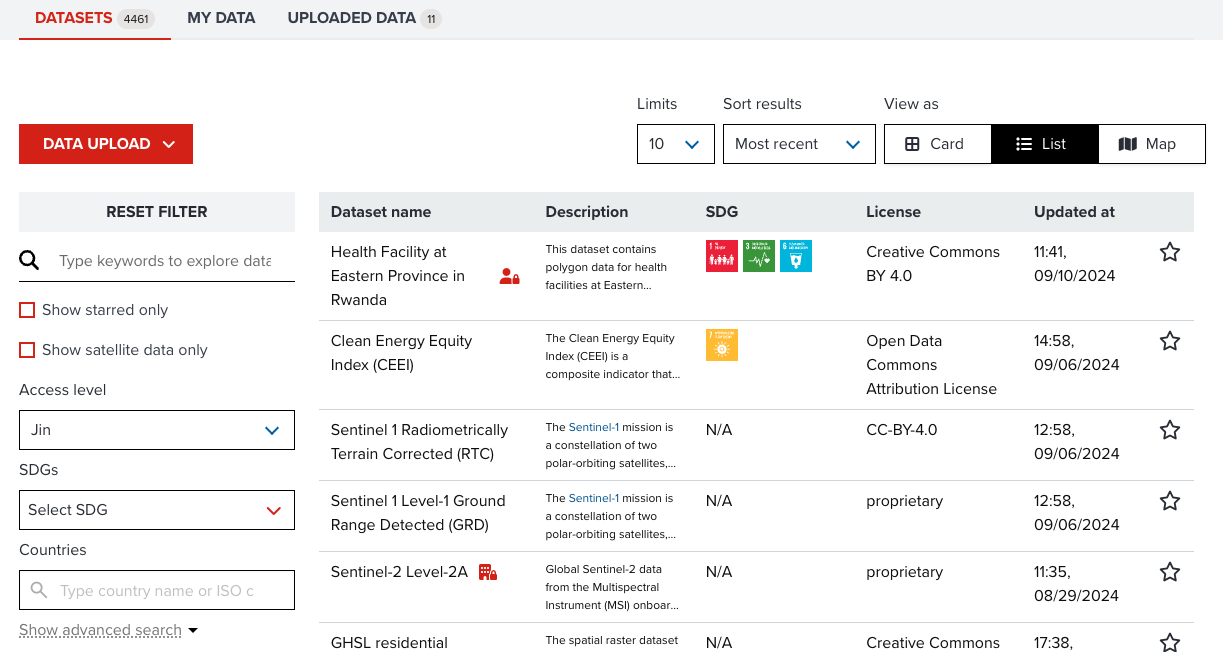 DATASETS 4461 MY DATA UPLOADED DATA 11
Limits Sort results View as
DATA UPLOAD 10 Most recent Card List Map
RESET FILTER
Type keywords to explore data
Show starred only
Show satellite data only
Access level
Jin
SDGs
Select SDG
Countries
Type country name or ISO c
Show advanced search
Dataset name Description SDG License Updated at
Health Facility at
Eastern Province in
Rwanda
This dataset contains
polygon data for health
facilities at Eastern...
1 3 6
Creative Commons
BY 4.0
11:41,
09/10/2024
Clean Energy Equity
Index (CEEI)
The Clean Energy Equity
Index (CEEI) is a
composite indicator that...
7
Open Data
Commons
Attribution License
14:58,
09/06/2024
Sentinel 1 Radiometrically
Terrain Corrected (RTC)
The Sentinel-1 mission is
a constellation of two
polar-orbiting satellites,...
N/A
CC-BY-4.0
12:58,
09/06/2024
Sentinel 1 Level-1 Ground
Range Detected (GRD)
The Sentinel-1 mission is
a constellation of two
polar-orbiting satellites,...
N/A
proprietary
12:58,
09/06/2024
Sentinel-2 Level-2A
Global Sentinel-2 data
from the Multispectral
Instrument (MSI) onboar...
N/A
proprietary
11:35,
08/29/2024
GHSL residential
The spatial raster dataset
N/A
Creative Commons
17:38,